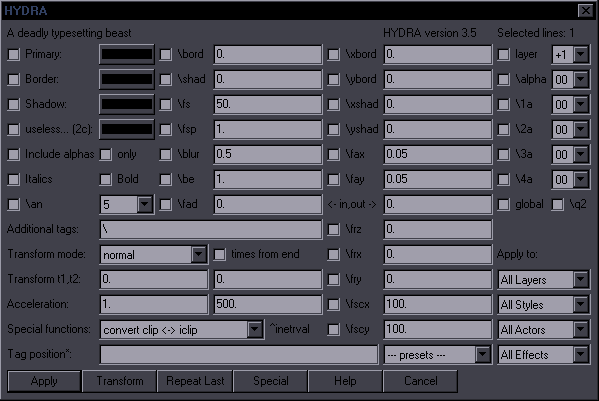 HYDRA
A deadly typesetting beast HYDRA version 3.5 Selected lines: 1
Primary: \bord 0. \xbord 0. layer +1
Border: \shad 0. \ybord 0. \alpha 00
Shadow: \fs 50. \xshad 0. \1a 00
useless... (2c): \fsp 1. \yshad 0. \2a 00
Include alphas only \blur 0.5 \fax 0.05 \3a 00
Italics Bold \be 1. \fay 0.05 \4a 00
\an 5 \fad 0. <- in,out -> 0. global \q2
Additional tags: \ \frz 0.
Transform mode: normal times from end \frx 0. Apply to:
Transform t1,t2: 0. 0. \fry 0. All Layers
Acceleration: 1. 500. \fscx 100. All Styles
Special functions: convert clip <-> iclip ^inetrval \fscy 100. All Actors
Tag position*: --- presets --- All Effects
Apply Transform Repeat Last Special Help Cancel